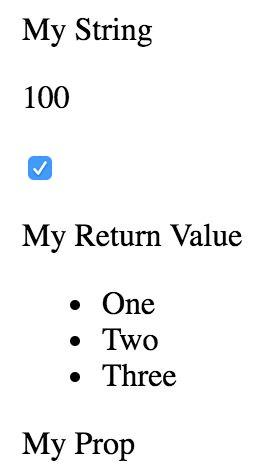 My String
100
My Return Value
One
Two
Three
My Prop